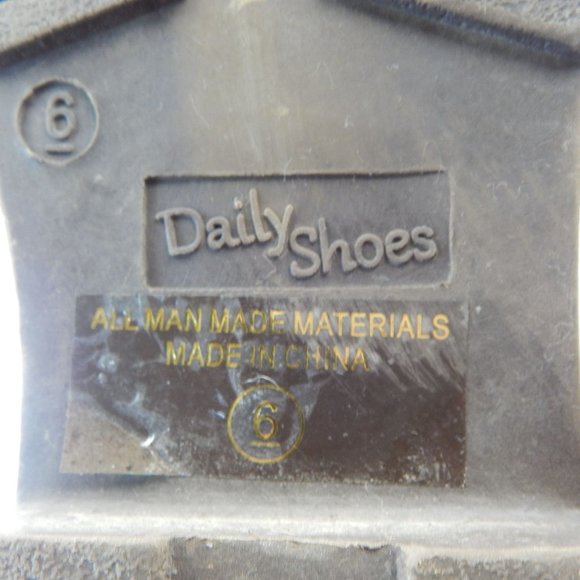 6
Daily Shoes
ALL MAN MADE MATERIALS
MADE IN CHINA
6